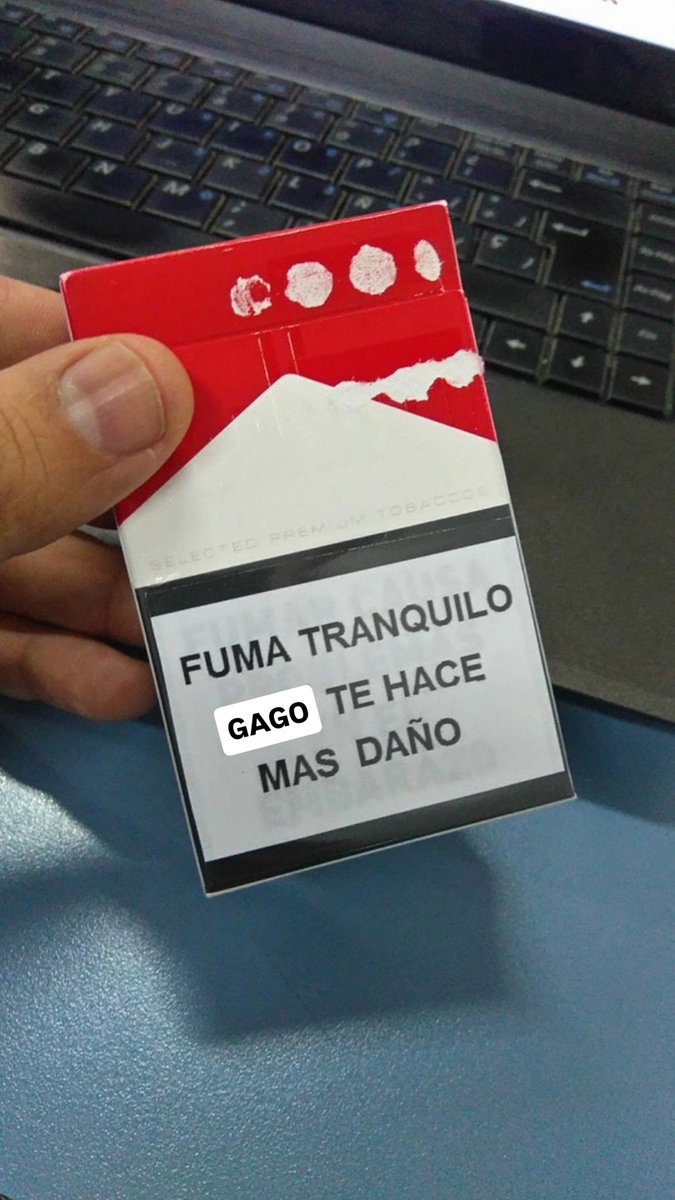 SELECTED PREMIUM TOBACCOS
FUMA TRANQUILO
GAGO TE HACE
MAS DAÑO